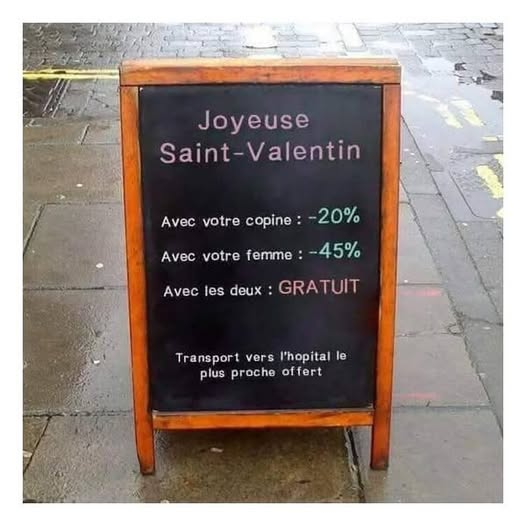 Joyeuse
Saint-Valentin
Avec votre copine : -20%
Avec votre femme : -45%
Avec les deux : GRATUIT
Transport vers l'hopital le
plus proche offert